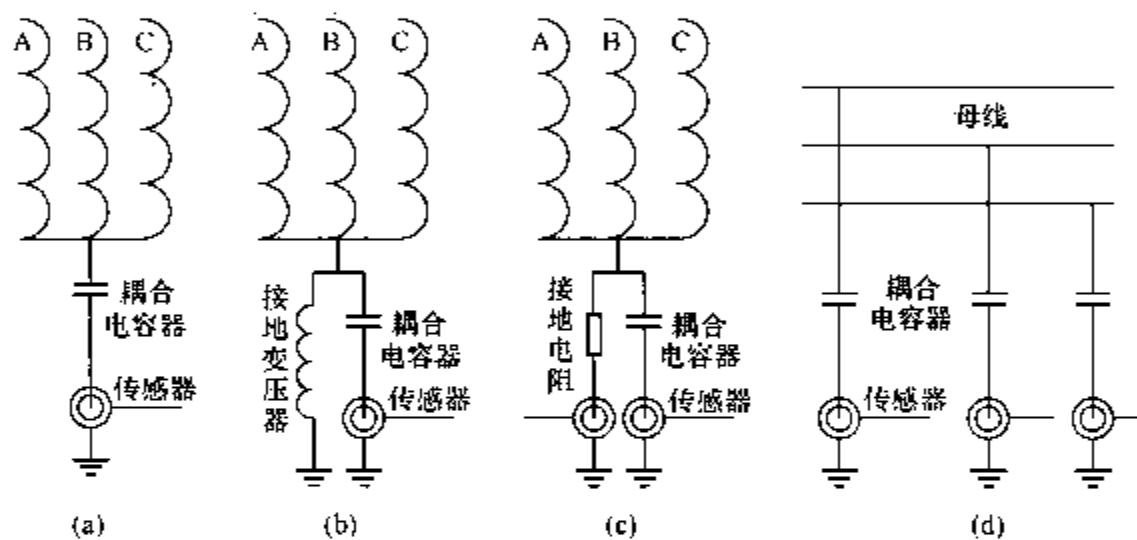 A B C
耦合
电容器
传感器
(a)
A B C
接地变压器
耦合
电容器
传感器
(b)
A B C
接地电阻
耦合
电容器
传感器
(c)
母线
耦合
电容器
传感器
(d)